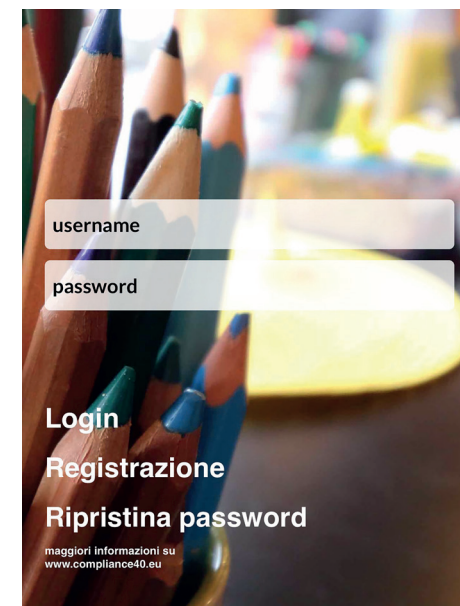 username
password
Login
Registrazione
Ripristina password
maggiori informazioni su
www.compliance40.eu